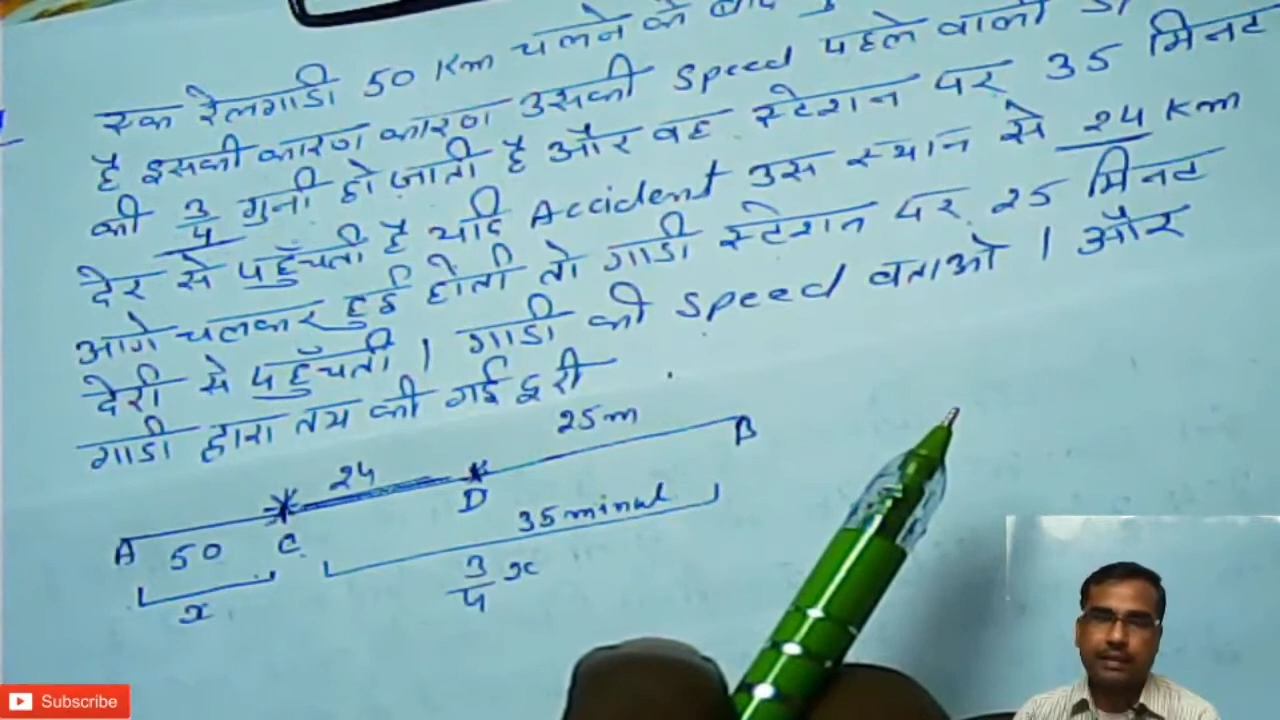 एक रेलगाडी 50 Km चलने के बाद
है इसकी कारण कारण उसकी Speed पहले वाली
की 3/4 गुनी हो जाती है और वह स्टेशन पर 35 मिनट
देर से पहुँचती है यदि Accident उस स्थान से 24 Km
आगे चलकर हुई होती तो गाडी स्टेशन पर 25 मिनट
देरी से पहुँचती । गाडी की Speed बताओ । और
गाडी द्वारा तय की गई दूरी
25m
24
B
D
A
50
C
35 minut
x
3/4 x
Subscribe